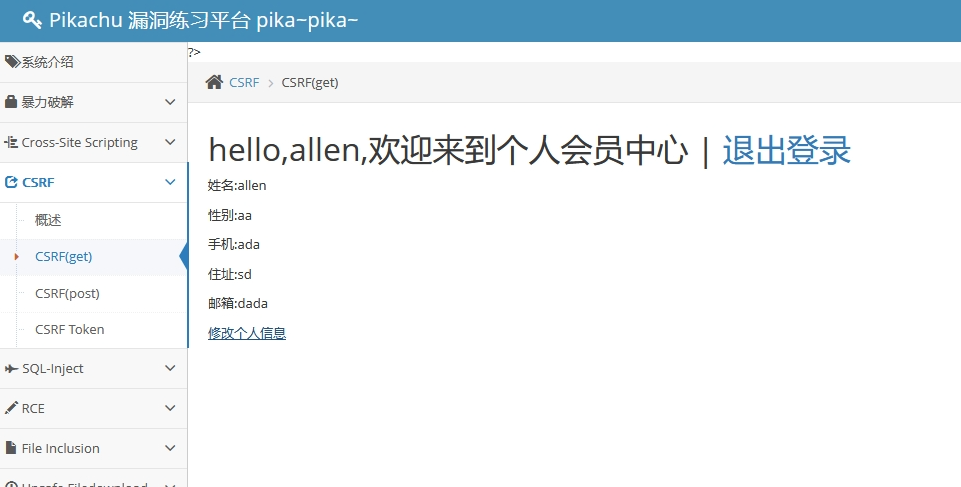 Pikachu 漏洞练习平台 pika~pika~
系统介绍
暴力破解
Cross-Site Scripting
CSRF
概述
CSRF(get)
CSRF(post)
CSRF Token
SQL-Inject
RCE
File Inclusion
Unsafe Filedownload
?>
CSRF > CSRF(get)
hello,allen,欢迎来到个人会员中心 | 退出登录
姓名:allen
性别:aa
手机:ada
住址:sd
邮箱:dada
修改个人信息